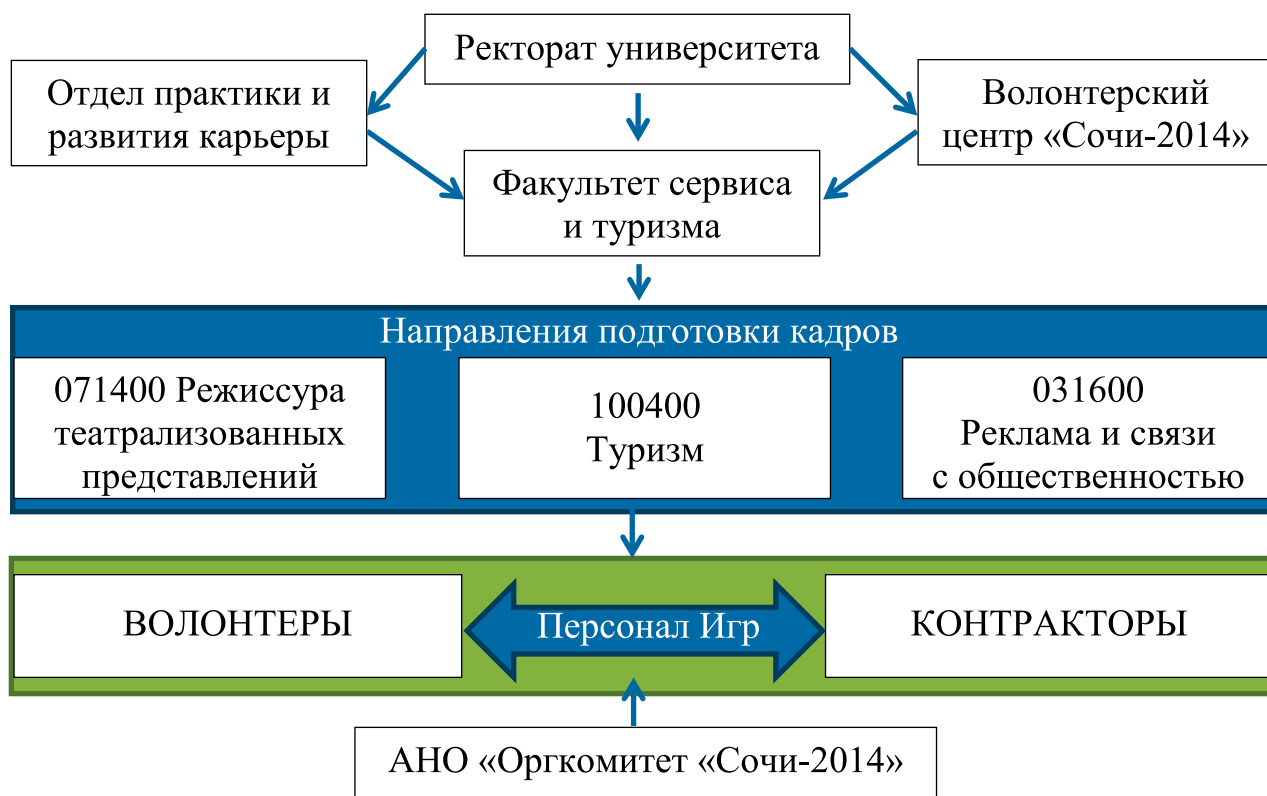 Ректорат университета
Отдел практики и
развития карьеры
Волонтерский
центр «Сочи-2014»
Факультет сервиса
и туризма
Направления подготовки кадров
071400 Режиссура
театрализованных
представлений
100400
Туризм
031600
Реклама и связи
с общественностью
ВОЛОНТЕРЫ
Персонал Игр
КОНТРАКТОРЫ
АНО «Оргкомитет «Сочи-2014»